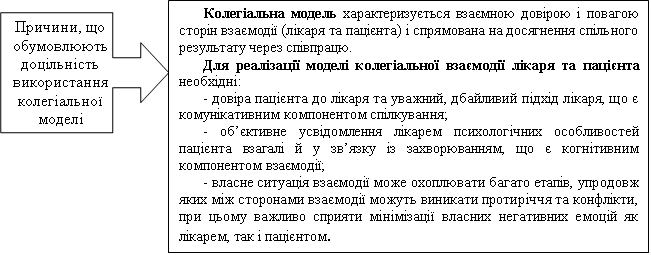 Причини, що
обумовлюють
доцільність
використання
колегіальної
моделі
Колегіальна модель характеризується взаємною довірою і повагою
сторін взаємодії (лікаря та пацієнта) і спрямована на досягнення спільного
результату через співпрацю.
Для реалізації моделі колегіальної взаємодії лікаря та пацієнта
необхідні:
- довіра пацієнта до лікаря та уважний, дбайливий підхід лікаря, що є
комунікативним компонентом спілкування;
- об’єктивне усвідомлення лікарем психологічних особливостей
пацієнта взагалі й у зв’язку із захворюванням, що є когнітивним
компонентом взаємодії;
- власне ситуація взаємодії може охоплювати багато етапів, упродовж
яких між сторонами взаємодії можуть виникати протиріччя та конфлікти,
при цьому важливо сприяти мінімізації власних негативних емоцій як
лікарем, так і пацієнтом.